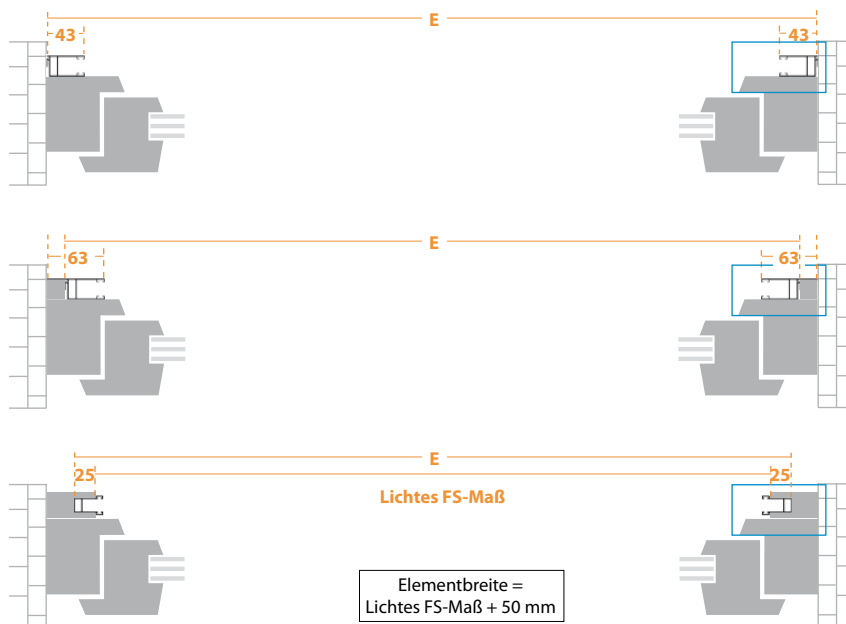 E
43
43
E
63
63
E
25
25
Lichtes FS-Maß
Elementbreite =
Lichtes FS-Maß + 50 mm